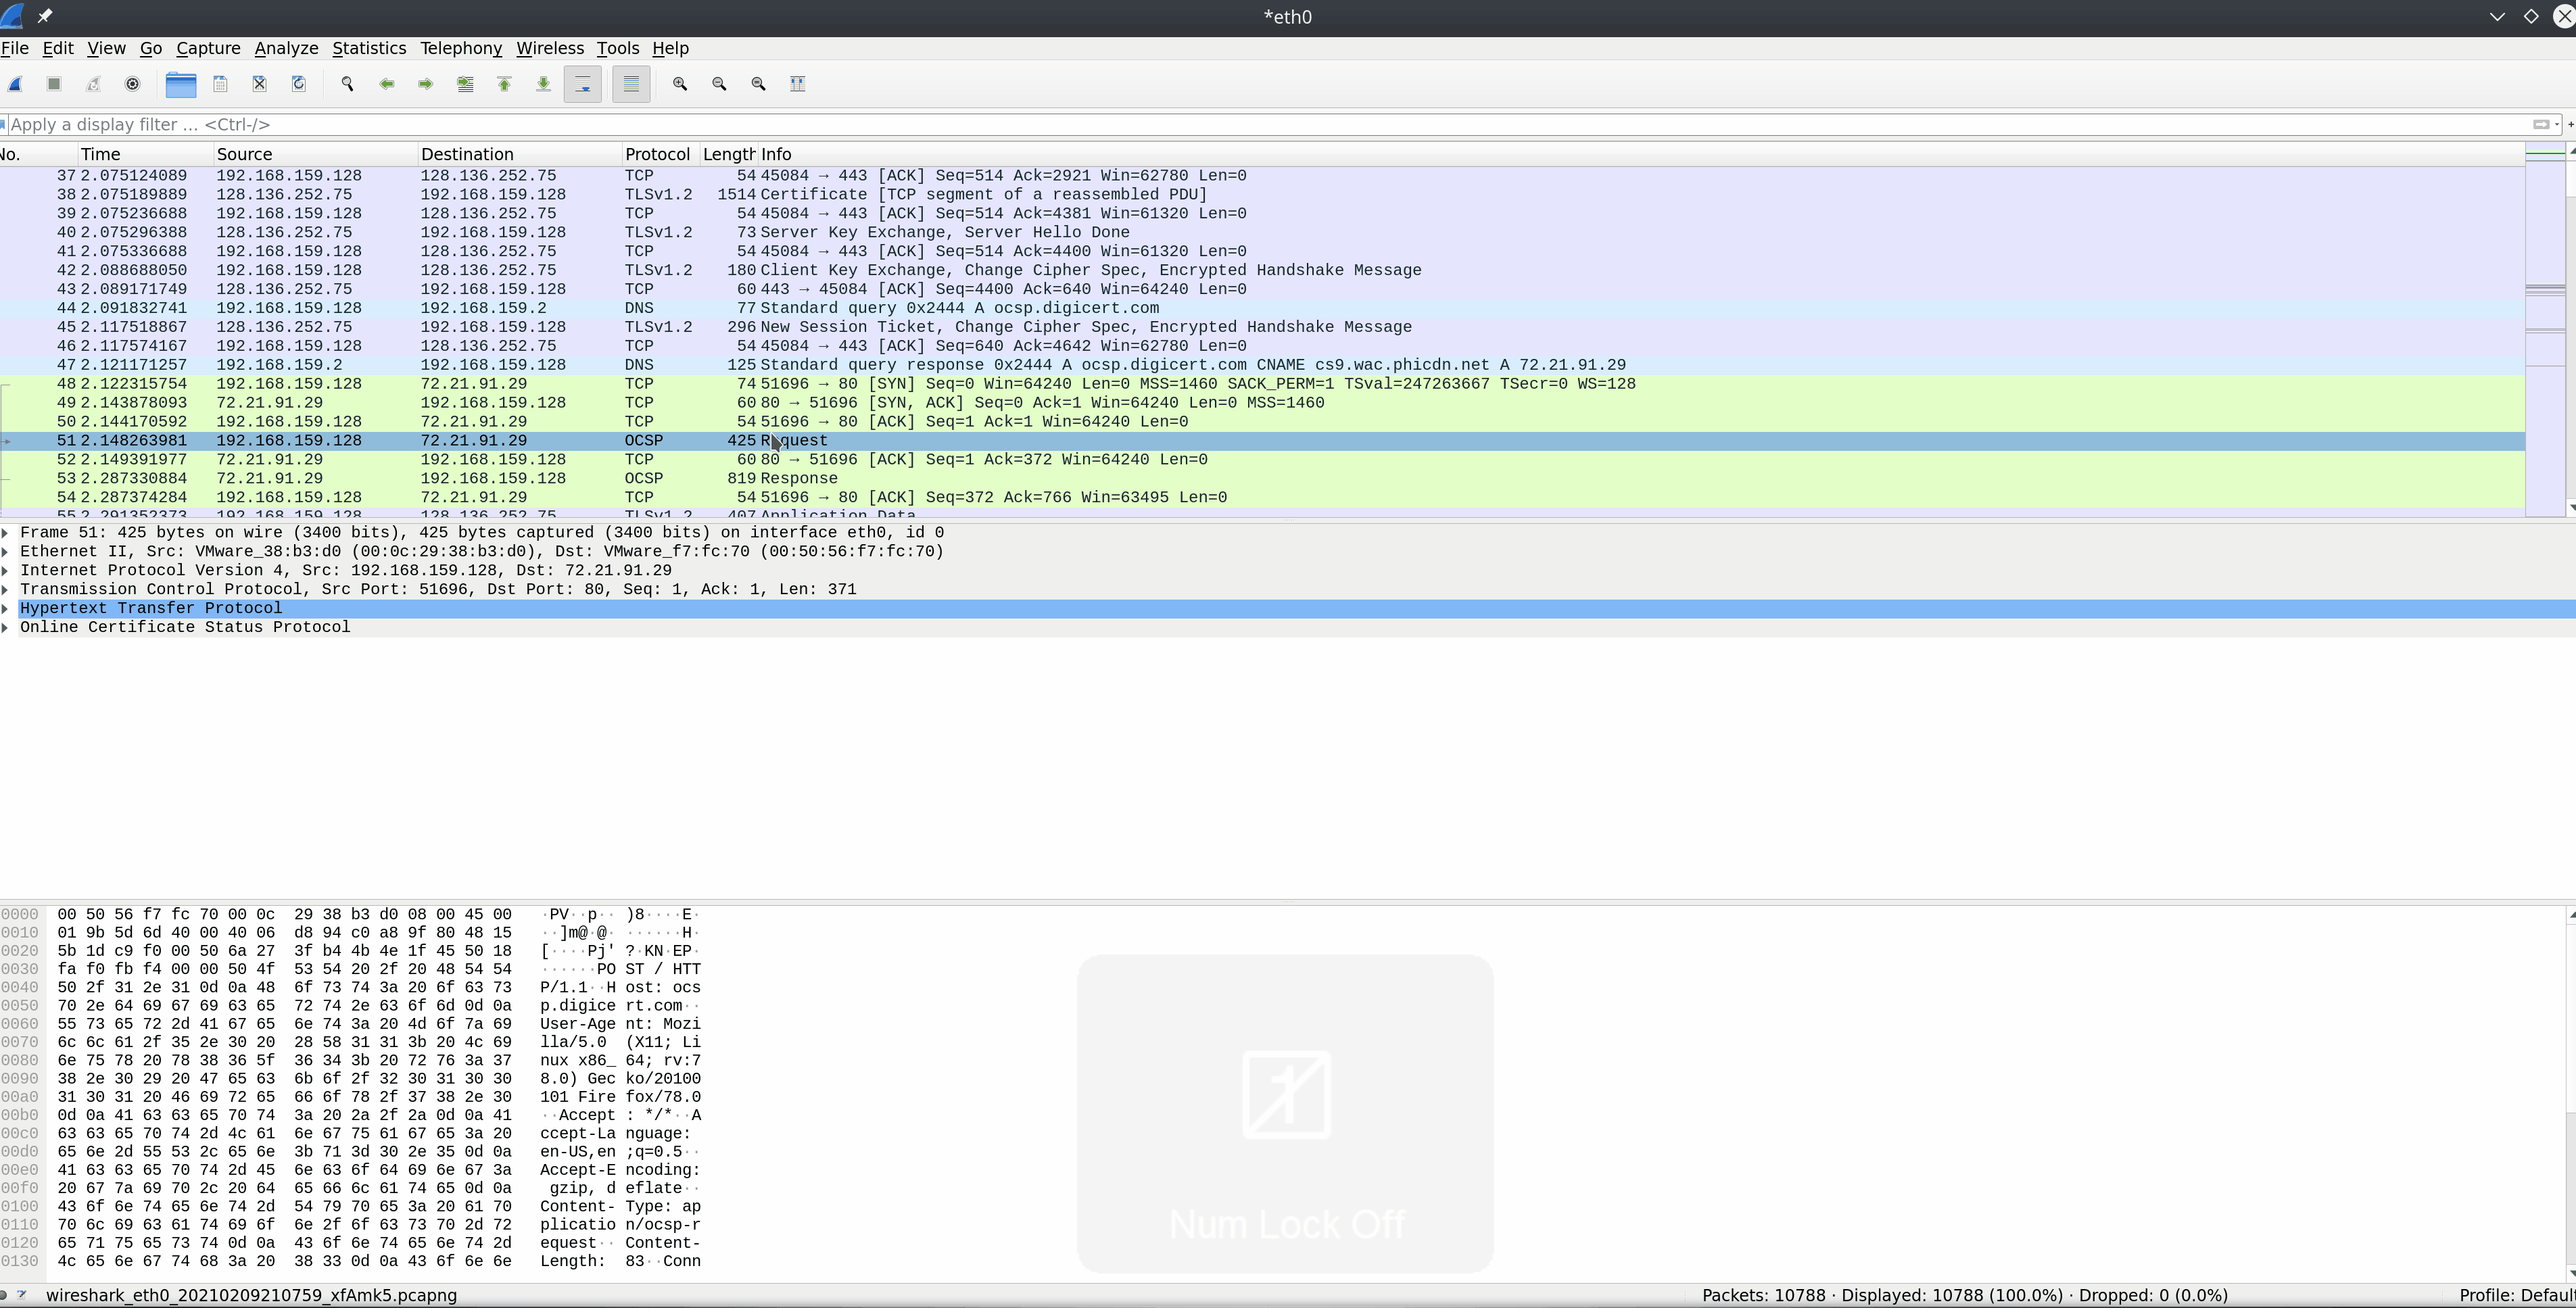 *eth0
File Edit View Go Capture Analyze Statistics Telephony Wireless Tools Help
Apply a display filter ... <Ctrl-/>
No. Time Source Destination Protocol Length Info
37 2.075124089 192.168.159.128 128.136.252.75 TCP 54 45084 → 443 [ACK] Seq=514 Ack=2921 Win=62780 Len=0
38 2.075189889 128.136.252.75 192.168.159.128 TLSv1.2 1514 Certificate [TCP segment of a reassembled PDU]
39 2.075236688 192.168.159.128 128.136.252.75 TCP 54 45084 → 443 [ACK] Seq=514 Ack=4381 Win=61320 Len=0
40 2.075296388 128.136.252.75 192.168.159.128 TLSv1.2 73 Server Key Exchange, Server Hello Done
41 2.075336688 192.168.159.128 128.136.252.75 TCP 54 45084 → 443 [ACK] Seq=514 Ack=4400 Win=61320 Len=0
42 2.088688050 192.168.159.128 128.136.252.75 TLSv1.2 180 Client Key Exchange, Change Cipher Spec, Encrypted Handshake Message
43 2.089171749 128.136.252.75 192.168.159.128 TCP 60 443 → 45084 [ACK] Seq=4400 Ack=640 Win=64240 Len=0
44 2.091832741 192.168.159.128 192.168.159.2 DNS 77 Standard query 0x2444 A ocsp.digicert.com
45 2.117518867 128.136.252.75 192.168.159.128 TLSv1.2 296 New Session Ticket, Change Cipher Spec, Encrypted Handshake Message
46 2.117574167 192.168.159.128 128.136.252.75 TCP 54 45084 → 443 [ACK] Seq=640 Ack=4642 Win=62780 Len=0
47 2.121171257 192.168.159.2 192.168.159.128 DNS 125 Standard query response 0x2444 A ocsp.digicert.com CNAME cs9.wac.phicdn.net A 72.21.91.29
48 2.122315754 192.168.159.128 72.21.91.29 TCP 74 51696 → 80 [SYN] Seq=0 Win=64240 Len=0 MSS=1460 SACK_PERM=1 TSval=247263667 TSecr=0 WS=128
49 2.143878093 72.21.91.29 192.168.159.128 TCP 60 80 → 51696 [SYN, ACK] Seq=0 Ack=1 Win=64240 Len=0 MSS=1460
50 2.144170592 192.168.159.128 72.21.91.29 TCP 54 51696 → 80 [ACK] Seq=1 Ack=1 Win=64240 Len=0
51 2.148263981 192.168.159.128 72.21.91.29 OCSP 425 Request
52 2.149391977 72.21.91.29 192.168.159.128 TCP 60 80 → 51696 [ACK] Seq=1 Ack=372 Win=64240 Len=0
53 2.287330884 72.21.91.29 192.168.159.128 OCSP 819 Response
54 2.287374284 192.168.159.128 72.21.91.29 TCP 54 51696 → 80 [ACK] Seq=372 Ack=766 Win=63495 Len=0
55 2.291352373 192.168.159.128 128.136.252.75 TLSv1.2 407 Application Data
Frame 51: 425 bytes on wire (3400 bits), 425 bytes captured (3400 bits) on interface eth0, id 0
Ethernet II, Src: VMware_38:b3:d0 (00:0c:29:38:b3:d0), Dst: VMware_f7:fc:70 (00:50:56:f7:fc:70)
Internet Protocol Version 4, Src: 192.168.159.128, Dst: 72.21.91.29
Transmission Control Protocol, Src Port: 51696, Dst Port: 80, Seq: 1, Ack: 1, Len: 371
Hypertext Transfer Protocol
Online Certificate Status Protocol
0000 00 50 56 f7 fc 70 00 0c 29 38 b3 d0 08 00 45 00 ·PV··p·· )8····E·
0010 01 9b 5d 6d 40 00 40 06 d8 94 c0 a8 9f 80 48 15 ··]m@·@· ······H·
0020 5b 1d c9 f0 00 50 6a 27 3f b4 4b 4e 1f 45 50 18 [····Pj' ?·KN·EP·
0030 fa f0 fb f4 00 00 50 4f 53 54 20 2f 20 48 54 54 ······PO ST / HTT
0040 50 2f 31 2e 31 0d 0a 48 6f 73 74 3a 20 6f 63 73 P/1.1··H ost: ocs
0050 70 2e 64 69 67 69 63 65 72 74 2e 63 6f 6d 0d 0a p.digice rt.com··
0060 55 73 65 72 2d 41 67 65 6e 74 3a 20 4d 6f 7a 69 User-Age nt: Mozi
0070 6c 6c 61 2f 35 2e 30 20 28 58 31 31 3b 20 4c 69 lla/5.0 (X11; Li
0080 6e 75 78 20 78 38 36 5f 36 34 3b 20 72 76 3a 37 nux x86_ 64; rv:7
0090 38 2e 30 29 20 47 65 63 6b 6f 2f 32 30 31 30 30 8.0) Gec ko/20100
00a0 31 30 31 20 46 69 72 65 66 6f 78 2f 37 38 2e 30 101 Fire fox/78.0
00b0 0d 0a 41 63 63 65 70 74 3a 20 2a 2f 2a 0d 0a 41 ··Accept : */*··A
00c0 63 63 65 70 74 2d 4c 61 6e 67 75 61 67 65 3a 20 ccept-La nguage:
00d0 65 6e 2d 55 53 2c 65 6e 3b 71 3d 30 2e 35 0d 0a en-US,en ;q=0.5··
00e0 41 63 63 65 70 74 2d 45 6e 63 6f 64 69 6e 67 3a Accept-E ncoding:
00f0 20 67 7a 69 70 2c 20 64 65 66 6c 61 74 65 0d 0a gzip, d eflate··
0100 43 6f 6e 74 65 6e 74 2d 54 79 70 65 3a 20 61 70 Content- Type: ap
0110 70 6c 69 63 61 74 69 6f 6e 2f 6f 63 73 70 2d 72 plicatio n/ocsp-r
0120 65 71 75 65 73 74 0d 0a 43 6f 6e 74 65 6e 74 2d equest·· Content-
0130 4c 65 6e 67 74 68 3a 20 38 33 0d 0a 43 6f 6e 6e Length: 83··Conn
Num Lock Off
wireshark_eth0_20210209210759_xfAmk5.pcapng
Packets: 10788 · Displayed: 10788 (100.0%) · Dropped: 0 (0.0%)
Profile: Defaul